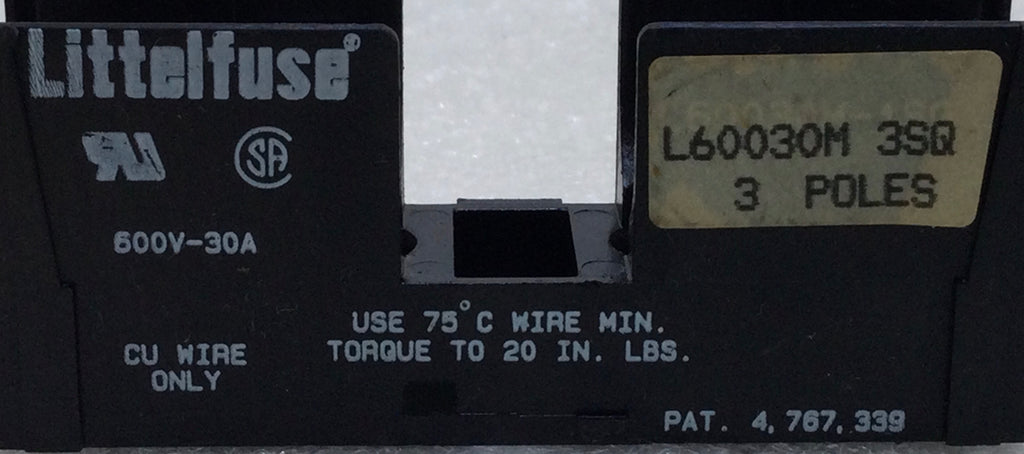 Littelfuse®
600V-30A
CU WIRE
ONLY
USE 75°C WIRE MIN.
TORQUE TO 20 IN. LBS.
L60030M 3SQ
3 POLES
PAT. 4,767,339